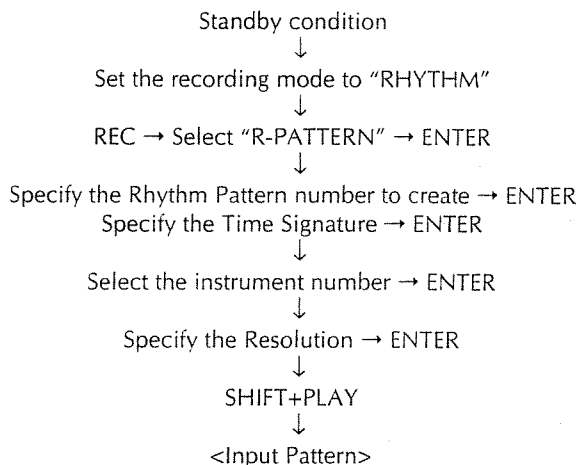 Standby condition
↓
Set the recording mode to “RHYTHM”
↓
REC → Select “R-PATTERN” → ENTER
↓
Specify the Rhythm Pattern number to create → ENTER
Specify the Time Signature → ENTER
↓
Select the instrument number → ENTER
↓
Specify the Resolution → ENTER
↓
SHIFT+PLAY
↓
<Input Pattern>